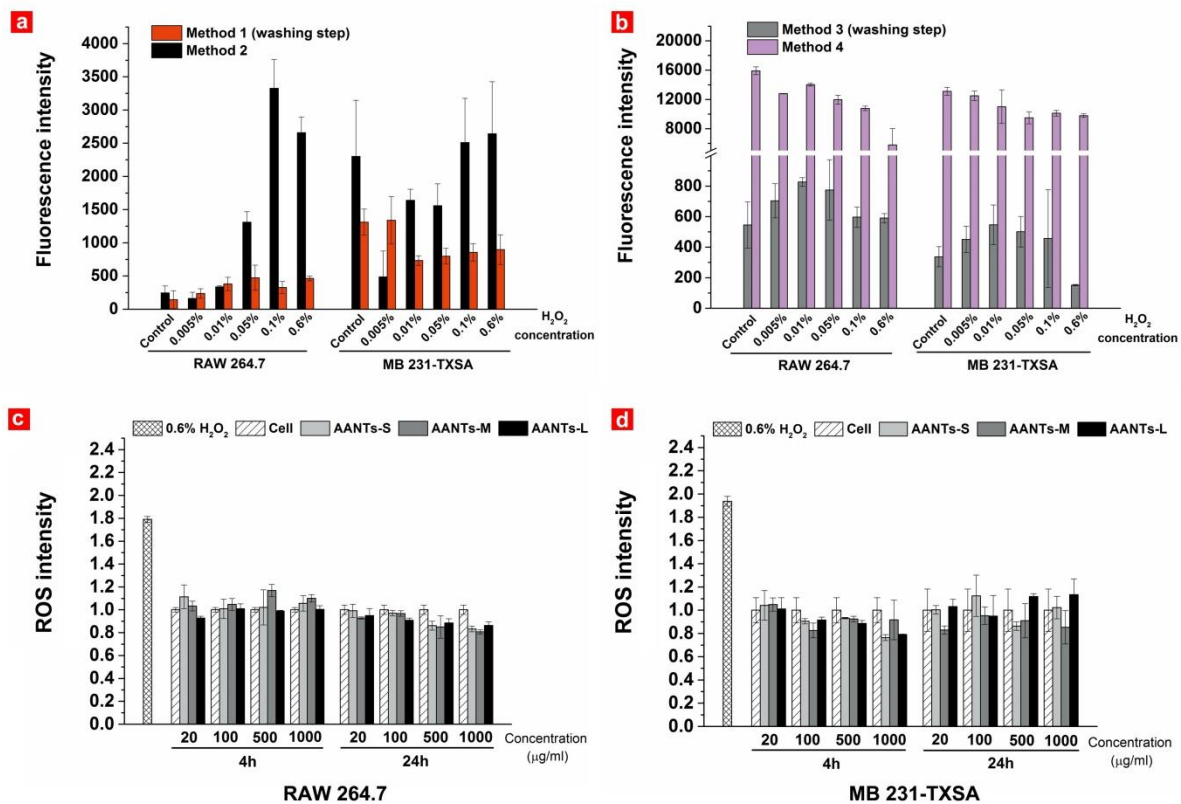 a
Method 1 (washing step)
Method 2
Fluorescence intensity
4000
3750
3500
3250
3000
2750
2500
2250
2000
1750
1500
1250
1000
750
500
250
0
Control 0.005% 0.01% 0.05% 0.1% 0.6% Control 0.005% 0.01% 0.05% 0.1% 0.6%
H₂O₂
concentration
RAW 264.7 MB 231-TXSA
b
Method 3 (washing step)
Method 4
Fluorescence intensity
16000
12000
8000
800
600
400
200
0
Control 0.005% 0.01% 0.05% 0.1% 0.6% Control 0.005% 0.01% 0.05% 0.1% 0.6%
H₂O₂
concentration
RAW 264.7 MB 231-TXSA
c
0.6% H₂O₂ Cell AANTs-S AANTs-M AANTs-L
ROS intensity
2.4
2.2
2.0
1.8
1.6
1.4
1.2
1.0
0.8
0.6
0.4
0.2
0.0
20 100 500 1000 20 100 500 1000 Concentration
(μg/ml)
4h 24h
RAW 264.7
d
0.6% H₂O₂ Cell AANTs-S AANTs-M AANTs-L
ROS intensity
2.4
2.2
2.0
1.8
1.6
1.4
1.2
1.0
0.8
0.6
0.4
0.2
0.0
20 100 500 1000 20 100 500 1000 Concentration
(μg/ml)
4h 24h
MB 231-TXSA